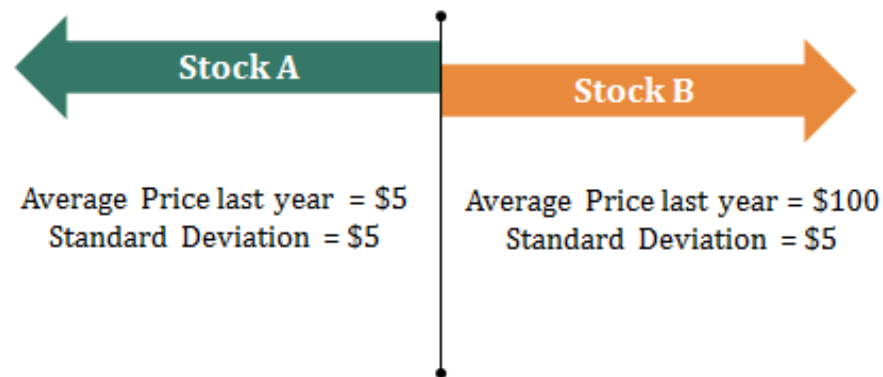 Stock A
Average Price last year = $5
Standard Deviation = $5
Stock B
Average Price last year = $100
Standard Deviation = $5